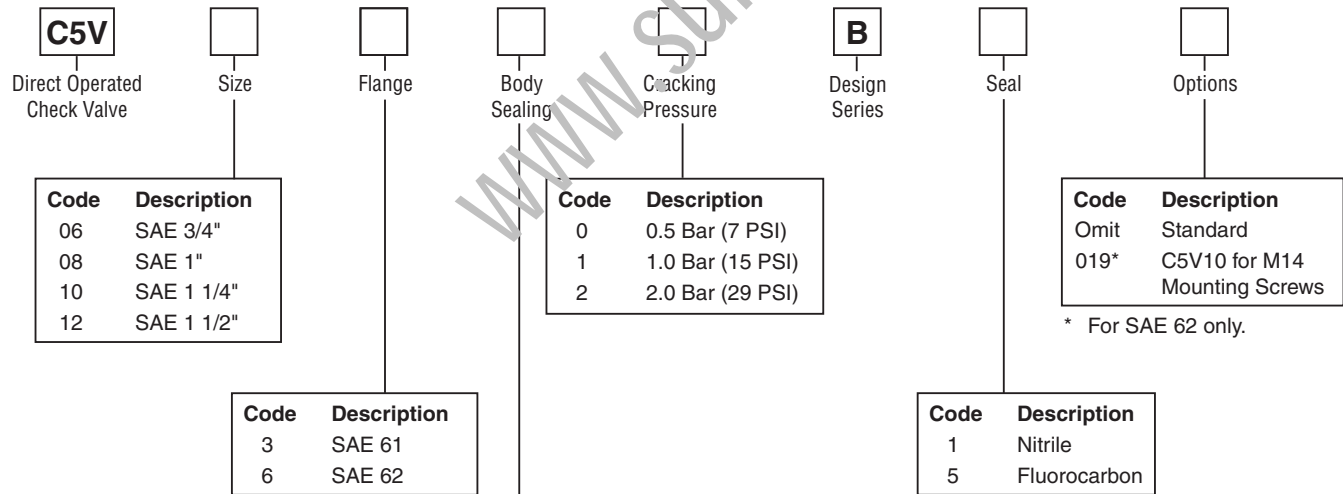 C5V
B
Direct Operated
Check Valve
Size
Flange
Body
Sealing
Cracking
Pressure
Design
Series
Seal
Options
Code Description
06 SAE 3/4"
08 SAE 1"
10 SAE 1 1/4"
12 SAE 1 1/2"
Code Description
0 0.5 Bar (7 PSI)
1 1.0 Bar (15 PSI)
2 2.0 Bar (29 PSI)
Code Description
Omit Standard
019* C5V10 for M14
Mounting Screws
* For SAE 62 only.
Code Description
3 SAE 61
6 SAE 62
Code Description
1 Nitrile
5 Fluorocarbon